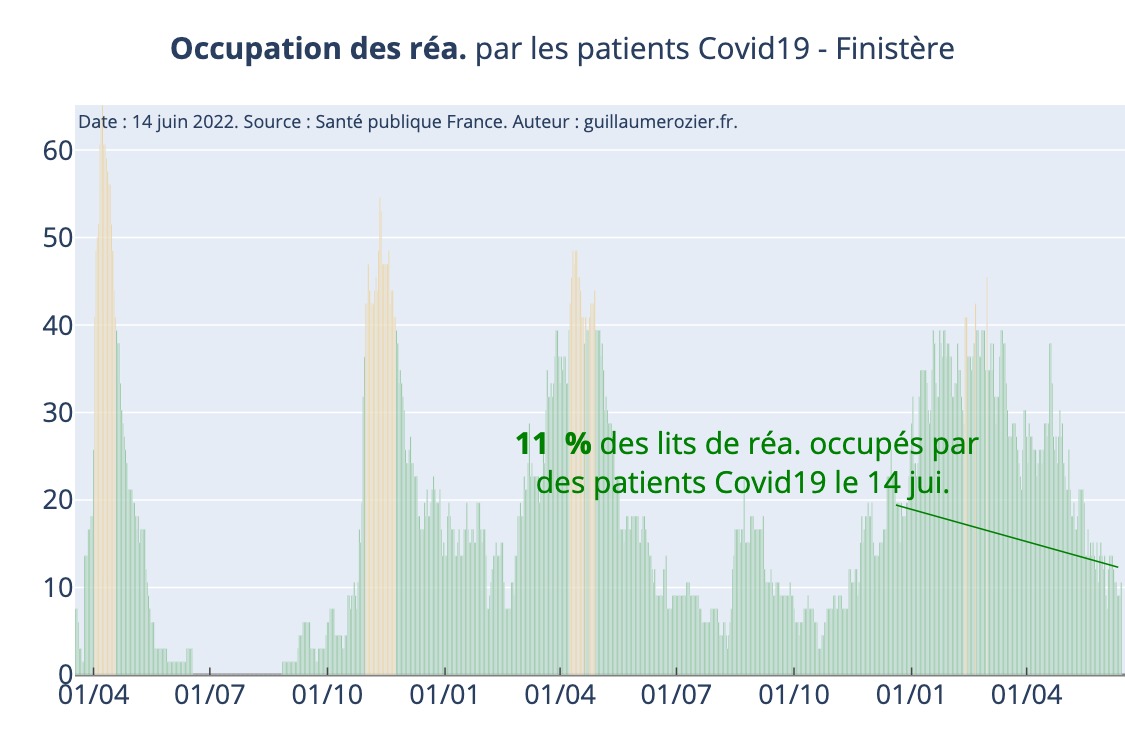 Occupation des réa. par les patients Covid19 - Finistère
Date : 14 juin 2022. Source : Santé publique France. Auteur : guillaumerozier.fr.
60
50
40
30
11 % des lits de réa. occupés par
des patients Covid19 le 14 jui.
20
10
0
01/04 01/07 01/10 01/01 01/04 01/07 01/10 01/01 01/04